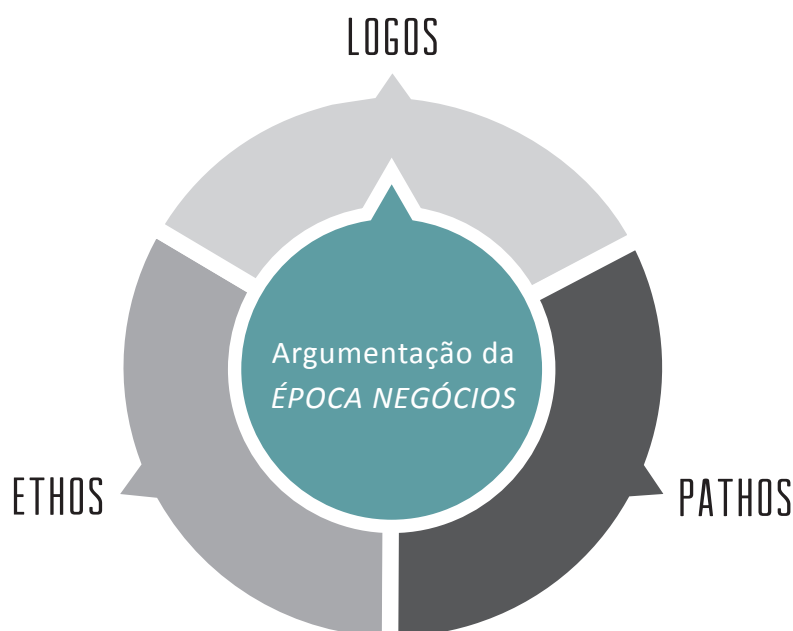 LOGOS
Argumentação da
ÉPOCA NEGÓCIOS
ETHOS
PATHOS